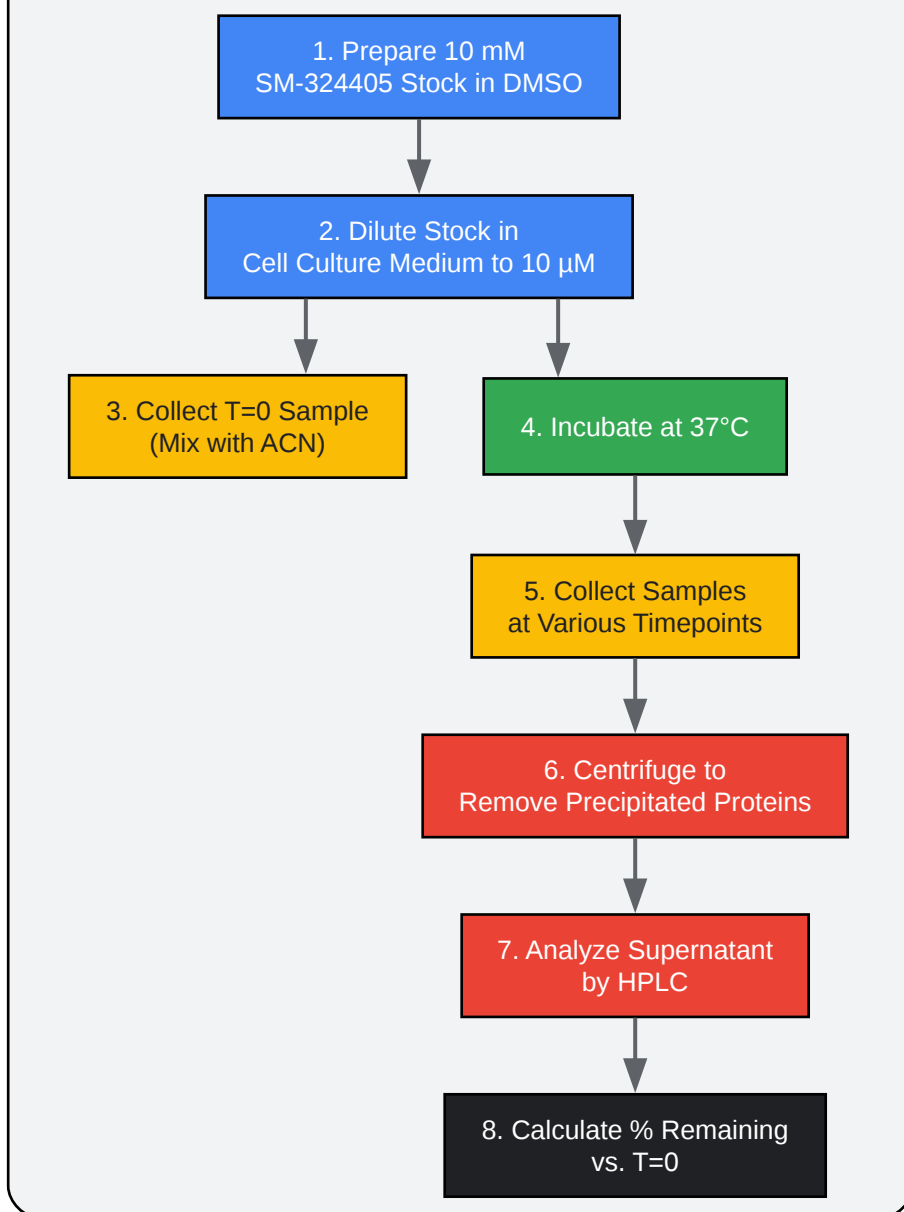 1. Prepare 10 mM
SM-324405 Stock in DMSO
2. Dilute Stock in
Cell Culture Medium to 10 µM
3. Collect T=0 Sample
(Mix with ACN)
4. Incubate at 37°C
5. Collect Samples
at Various Timepoints
6. Centrifuge to
Remove Precipitated Proteins
7. Analyze Supernatant
by HPLC
8. Calculate % Remaining
vs. T=0